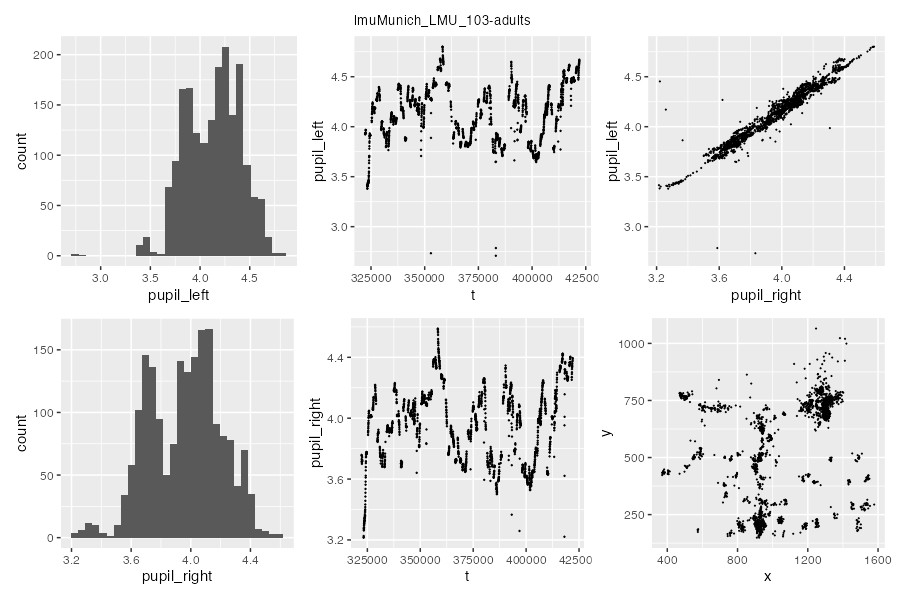 lmuMunich_LMU_103-adults
count
200
150
100
50
0
3.0 3.5 4.0 4.5
pupil_left
pupil_left
4.5
4.0
3.5
3.0
325000 350000 375000 400000 42500
t
pupil_left
4.5
4.0
3.5
3.0
3.2 3.6 4.0 4.4
pupil_right
count
150
100
50
0
3.2 3.6 4.0 4.4
pupil_right
pupil_right
4.4
4.0
3.6
3.2
325000 350000 375000 400000 42500
t
y
1000
750
500
250
400 800 1200 1600
x